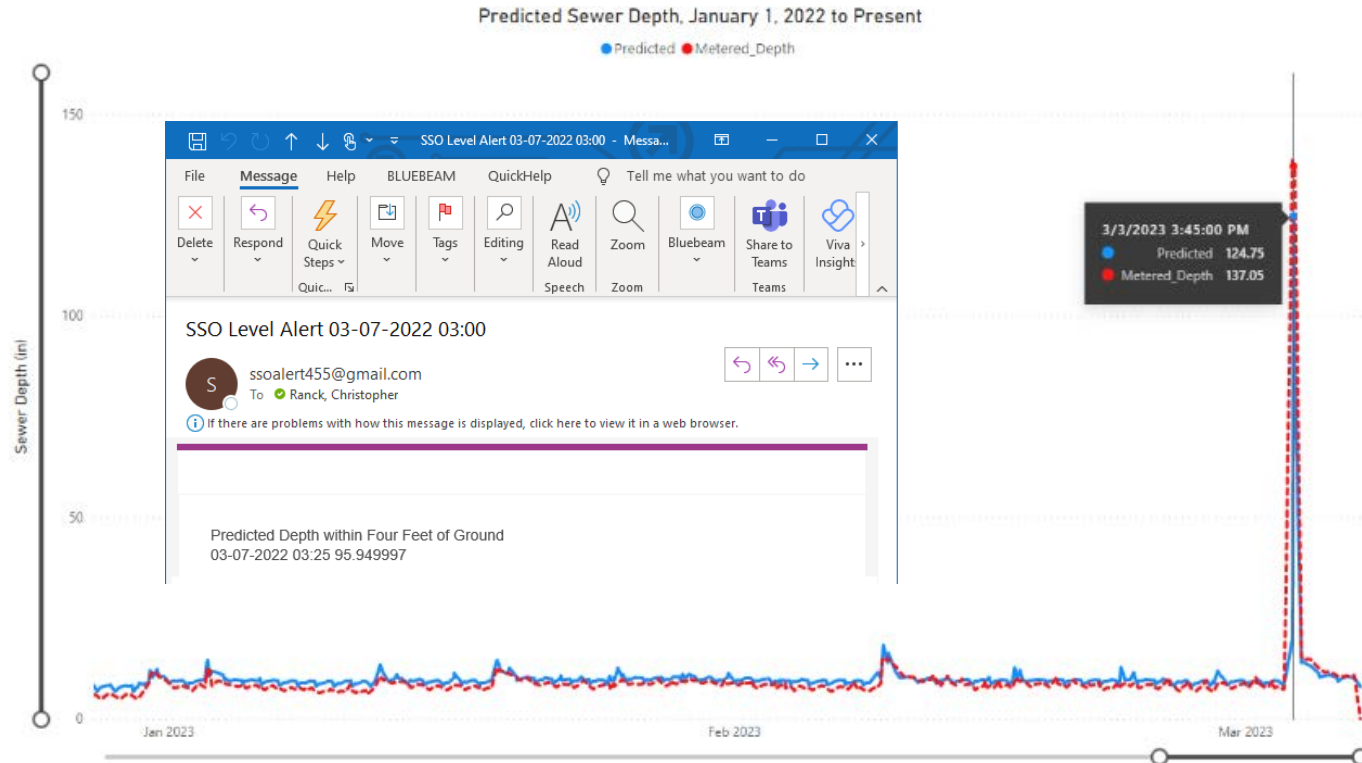 Predicted Sewer Depth, January 1, 2022 to Present
Predicted Metered_Depth
150
100
50
0
Sewer Depth (in)
Jan 2023 Feb 2023 Mar 2023
3/3/2023 3:45:00 PM
Predicted 124.75
Metered_Depth 137.05
SSO Level Alert 03-07-2022 03:00 - Messa...
File Message Help BLUEBEAM QuickHelp Tell me what you want to do
Delete Respond Quick Steps Move Tags Editing Read Aloud Zoom Bluebeam Share to Teams Viva Insight
Quic... Speech Zoom Teams
SSO Level Alert 03-07-2022 03:00
S
ssoalert455@gmail.com
To Ranck, Christopher
If there are problems with how this message is displayed, click here to view it in a web browser.
Predicted Depth within Four Feet of Ground
03-07-2022 03:25 95.949997